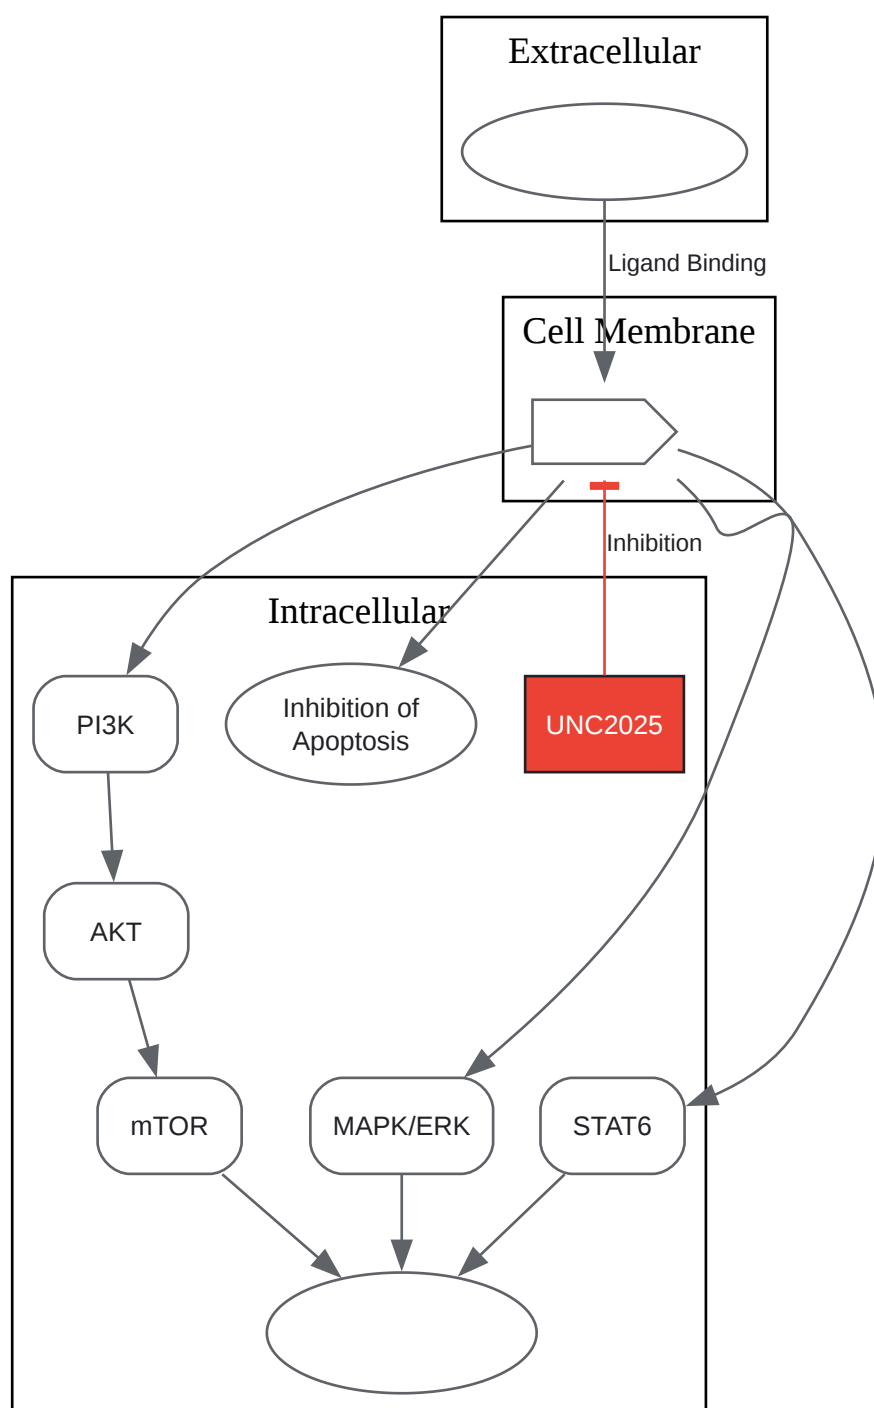 Extracellular
Ligand Binding
Cell Membrane
Inhibition
Intracellular
PI3K
Inhibition of
Apoptosis
UNC2025
AKT
mTOR
MAPK/ERK
STAT6